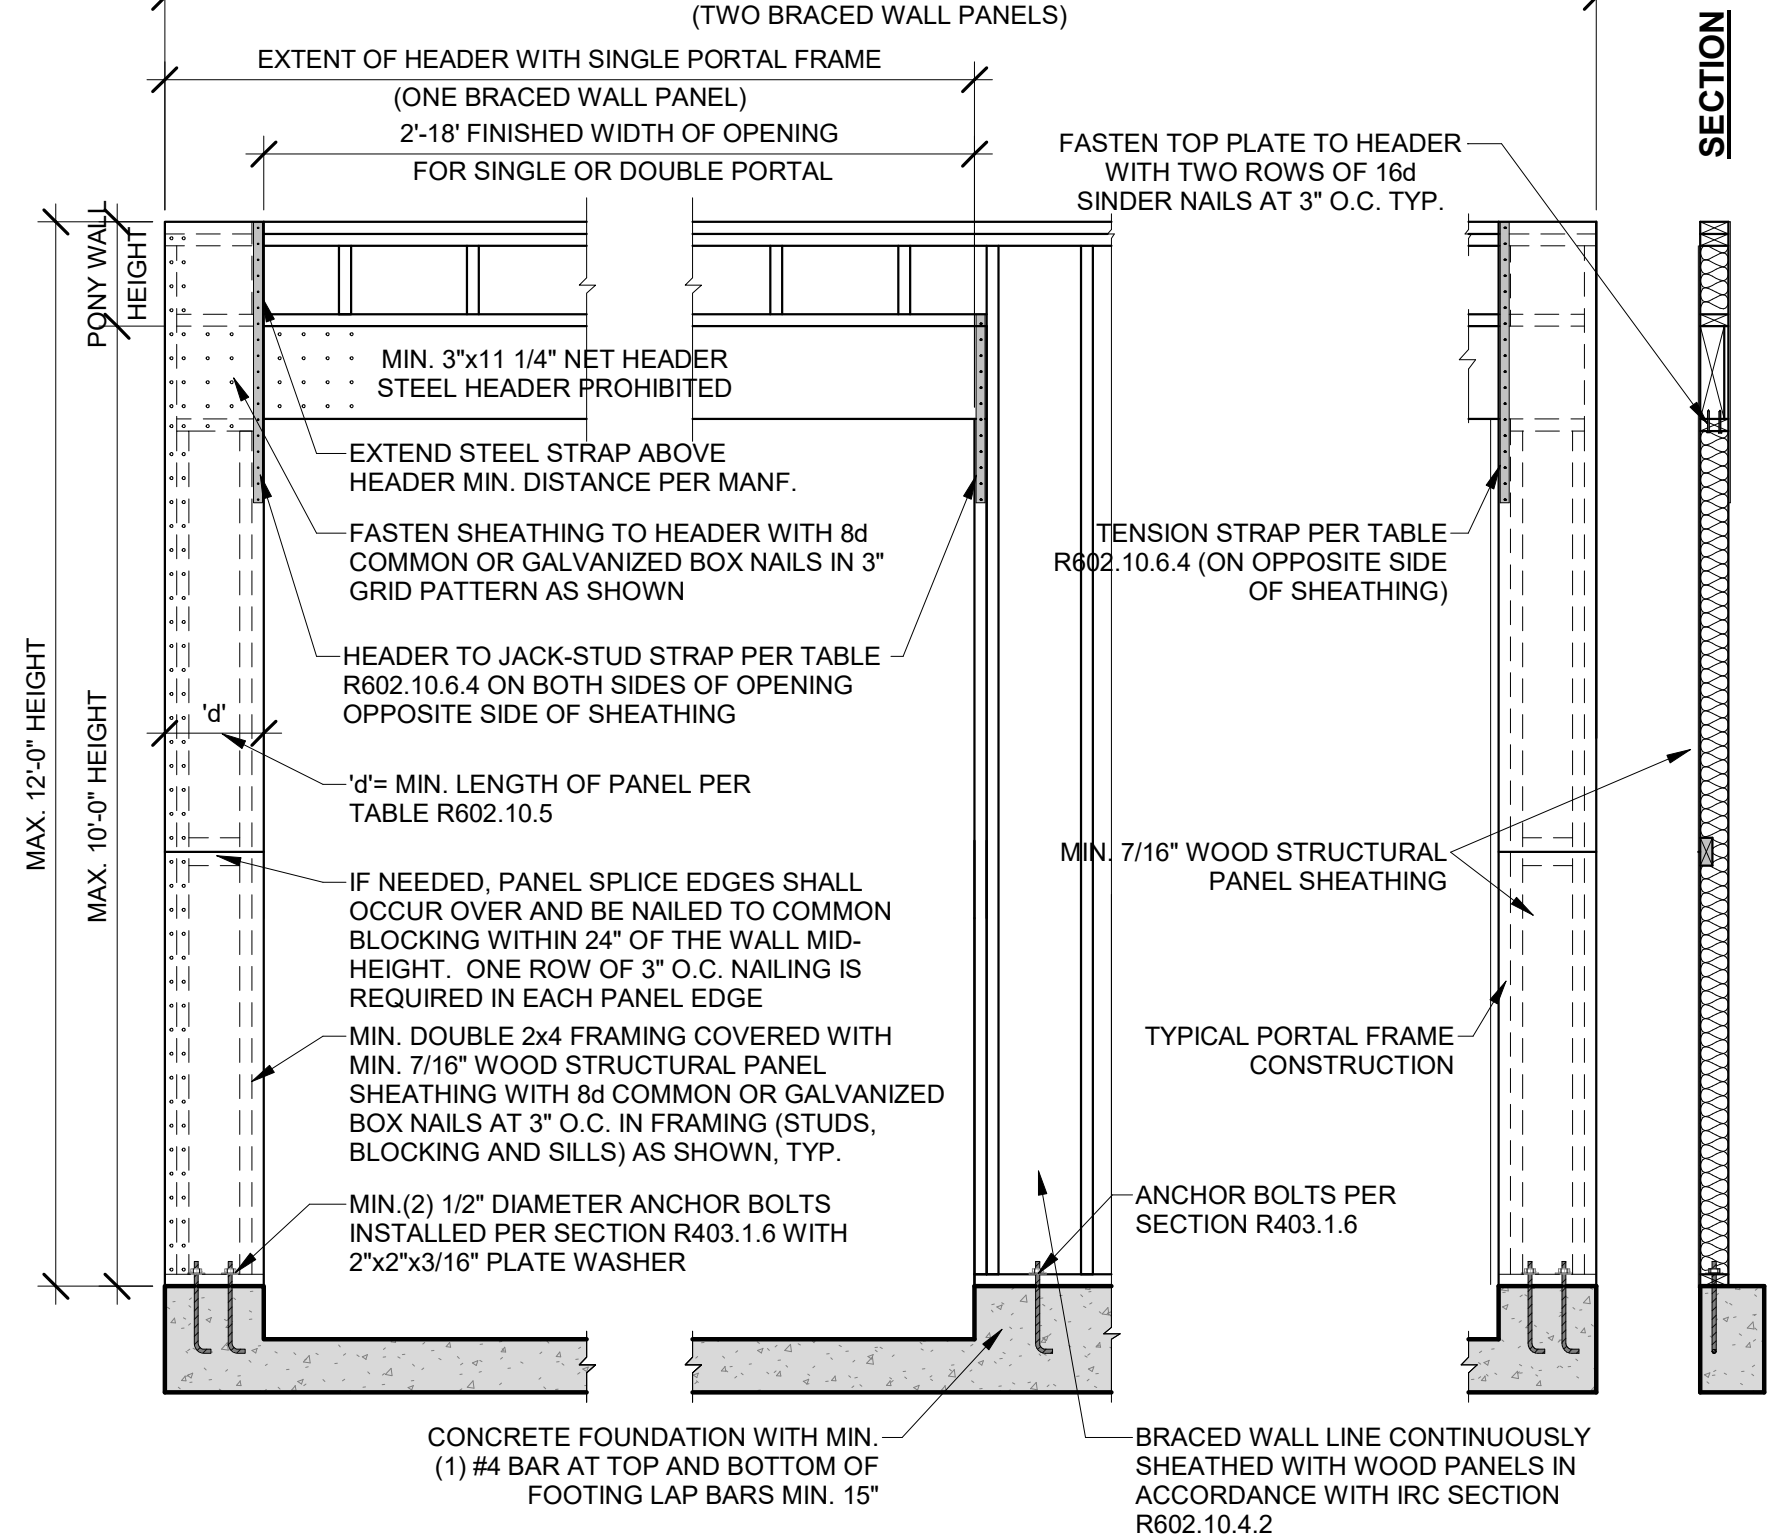 (TWO BRACED WALL PANELS)
EXTENT OF HEADER WITH SINGLE PORTAL FRAME
(ONE BRACED WALL PANEL)
2'-18' FINISHED WIDTH OF OPENING
FOR SINGLE OR DOUBLE PORTAL
SECTION
FASTEN TOP PLATE TO HEADER
WITH TWO ROWS OF 16d
SINDER NAILS AT 3" O.C. TYP.
PONY WALL
HEIGHT
MIN. 3"x11 1/4" NET HEADER
STEEL HEADER PROHIBITED
EXTEND STEEL STRAP ABOVE
HEADER MIN. DISTANCE PER MANF.
FASTEN SHEATHING TO HEADER WITH 8d
COMMON OR GALVANIZED BOX NAILS IN 3"
GRID PATTERN AS SHOWN
TENSION STRAP PER TABLE
R602.10.6.4 (ON OPPOSITE SIDE
OF SHEATHING)
HEADER TO JACK-STUD STRAP PER TABLE
R602.10.6.4 ON BOTH SIDES OF OPENING
OPPOSITE SIDE OF SHEATHING
MAX. 12'-0" HEIGHT
MAX. 10'-0" HEIGHT
'd'
'd'= MIN. LENGTH OF PANEL PER
TABLE R602.10.5
MIN. 7/16" WOOD STRUCTURAL
PANEL SHEATHING
IF NEEDED, PANEL SPLICE EDGES SHALL
OCCUR OVER AND BE NAILED TO COMMON
BLOCKING WITHIN 24" OF THE WALL MID-
HEIGHT. ONE ROW OF 3" O.C. NAILING IS
REQUIRED IN EACH PANEL EDGE
MIN. DOUBLE 2x4 FRAMING COVERED WITH
MIN. 7/16" WOOD STRUCTURAL PANEL
SHEATHING WITH 8d COMMON OR GALVANIZED
BOX NAILS AT 3" O.C. IN FRAMING (STUDS,
BLOCKING AND SILLS) AS SHOWN, TYP.
TYPICAL PORTAL FRAME
CONSTRUCTION
MIN.(2) 1/2" DIAMETER ANCHOR BOLTS
INSTALLED PER SECTION R403.1.6 WITH
2"x2"x3/16" PLATE WASHER
ANCHOR BOLTS PER
SECTION R403.1.6
CONCRETE FOUNDATION WITH MIN.
(1) #4 BAR AT TOP AND BOTTOM OF
FOOTING LAP BARS MIN. 15"
BRACED WALL LINE CONTINUOUSLY
SHEATHED WITH WOOD PANELS IN
ACCORDANCE WITH IRC SECTION
R602.10.4.2